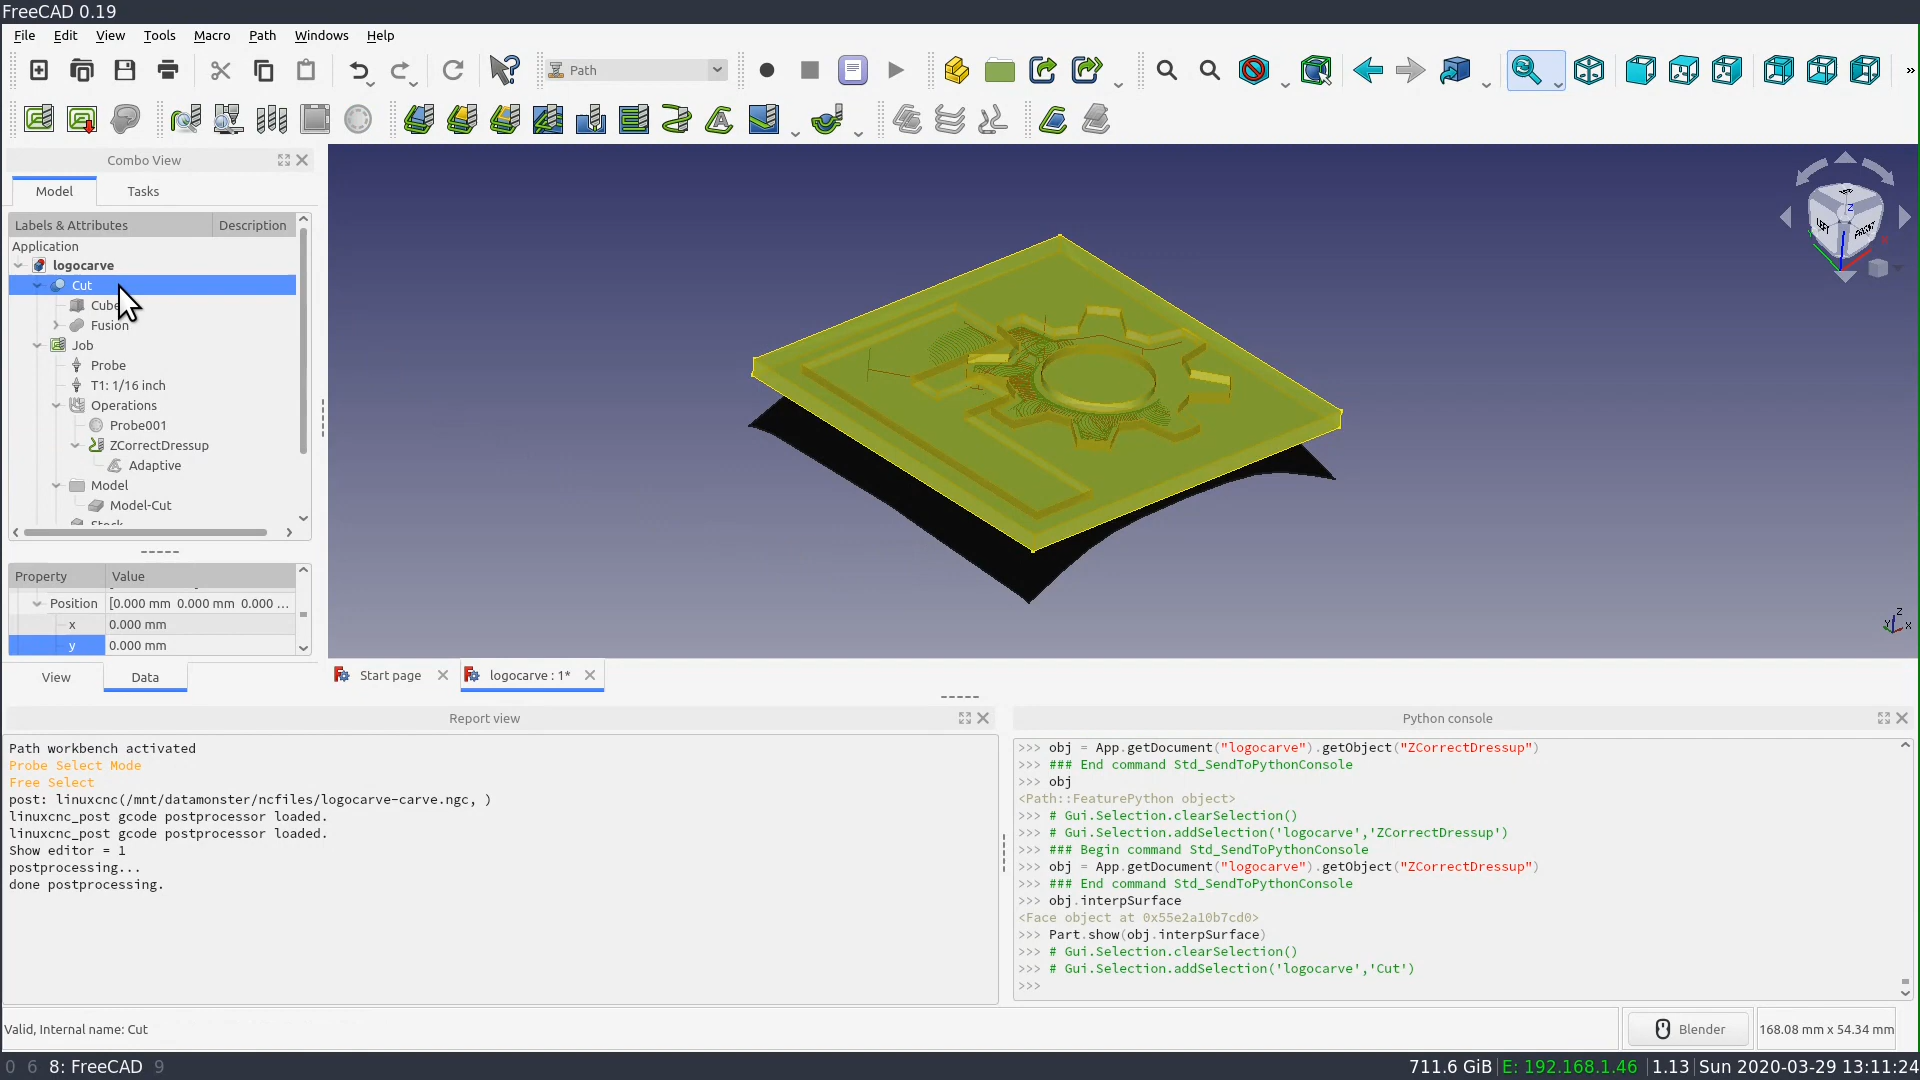 FreeCAD 0.19
File Edit View Tools Macro Path Windows Help
Path
»
Combo View
Model Tasks
Labels & Attributes Description
Application
logocarve
Cut
Cube
Fusion
Job
Probe
T1: 1/16 inch
Operations
Probe001
ZCorrectDressup
Adaptive
Model
Model-Cut
Stock
Property Value
Position [0.000 mm 0.000 mm 0.000 ...
x 0.000 mm
y 0.000 mm
View Data
LEFT FRONT
Z
Z
Y X
Start page logocarve : 1*
Report view
Path workbench activated
Probe Select Mode
Free Select
post: linuxcnc(/mnt/datamonster/ncfiles/logocarve-carve.ngc, )
linuxcnc_post gcode postprocessor loaded.
linuxcnc_post gcode postprocessor loaded.
Show editor = 1
postprocessing...
done postprocessing.
Python console
>>> obj = App.getDocument("logocarve").getObject("ZCorrectDressup")
>>> ### End command Std_SendToPythonConsole
>>> obj
<Path::FeaturePython object>
>>> # Gui.Selection.clearSelection()
>>> # Gui.Selection.addSelection('logocarve','ZCorrectDressup')
>>> ### Begin command Std_SendToPythonConsole
>>> obj = App.getDocument("logocarve").getObject("ZCorrectDressup")
>>> ### End command Std_SendToPythonConsole
>>> obj.interpSurface
<Face object at 0x55e2a10b7cd0>
>>> Part.show(obj.interpSurface)
>>> # Gui.Selection.clearSelection()
>>> # Gui.Selection.addSelection('logocarve','Cut')
>>>
Valid, Internal name: Cut
Blender 168.08 mm x 54.34 mm
0 6 8: FreeCAD 9
711.6 GiB|E: 192.168.1.46 |1.13|Sun 2020-03-29 13:11:24